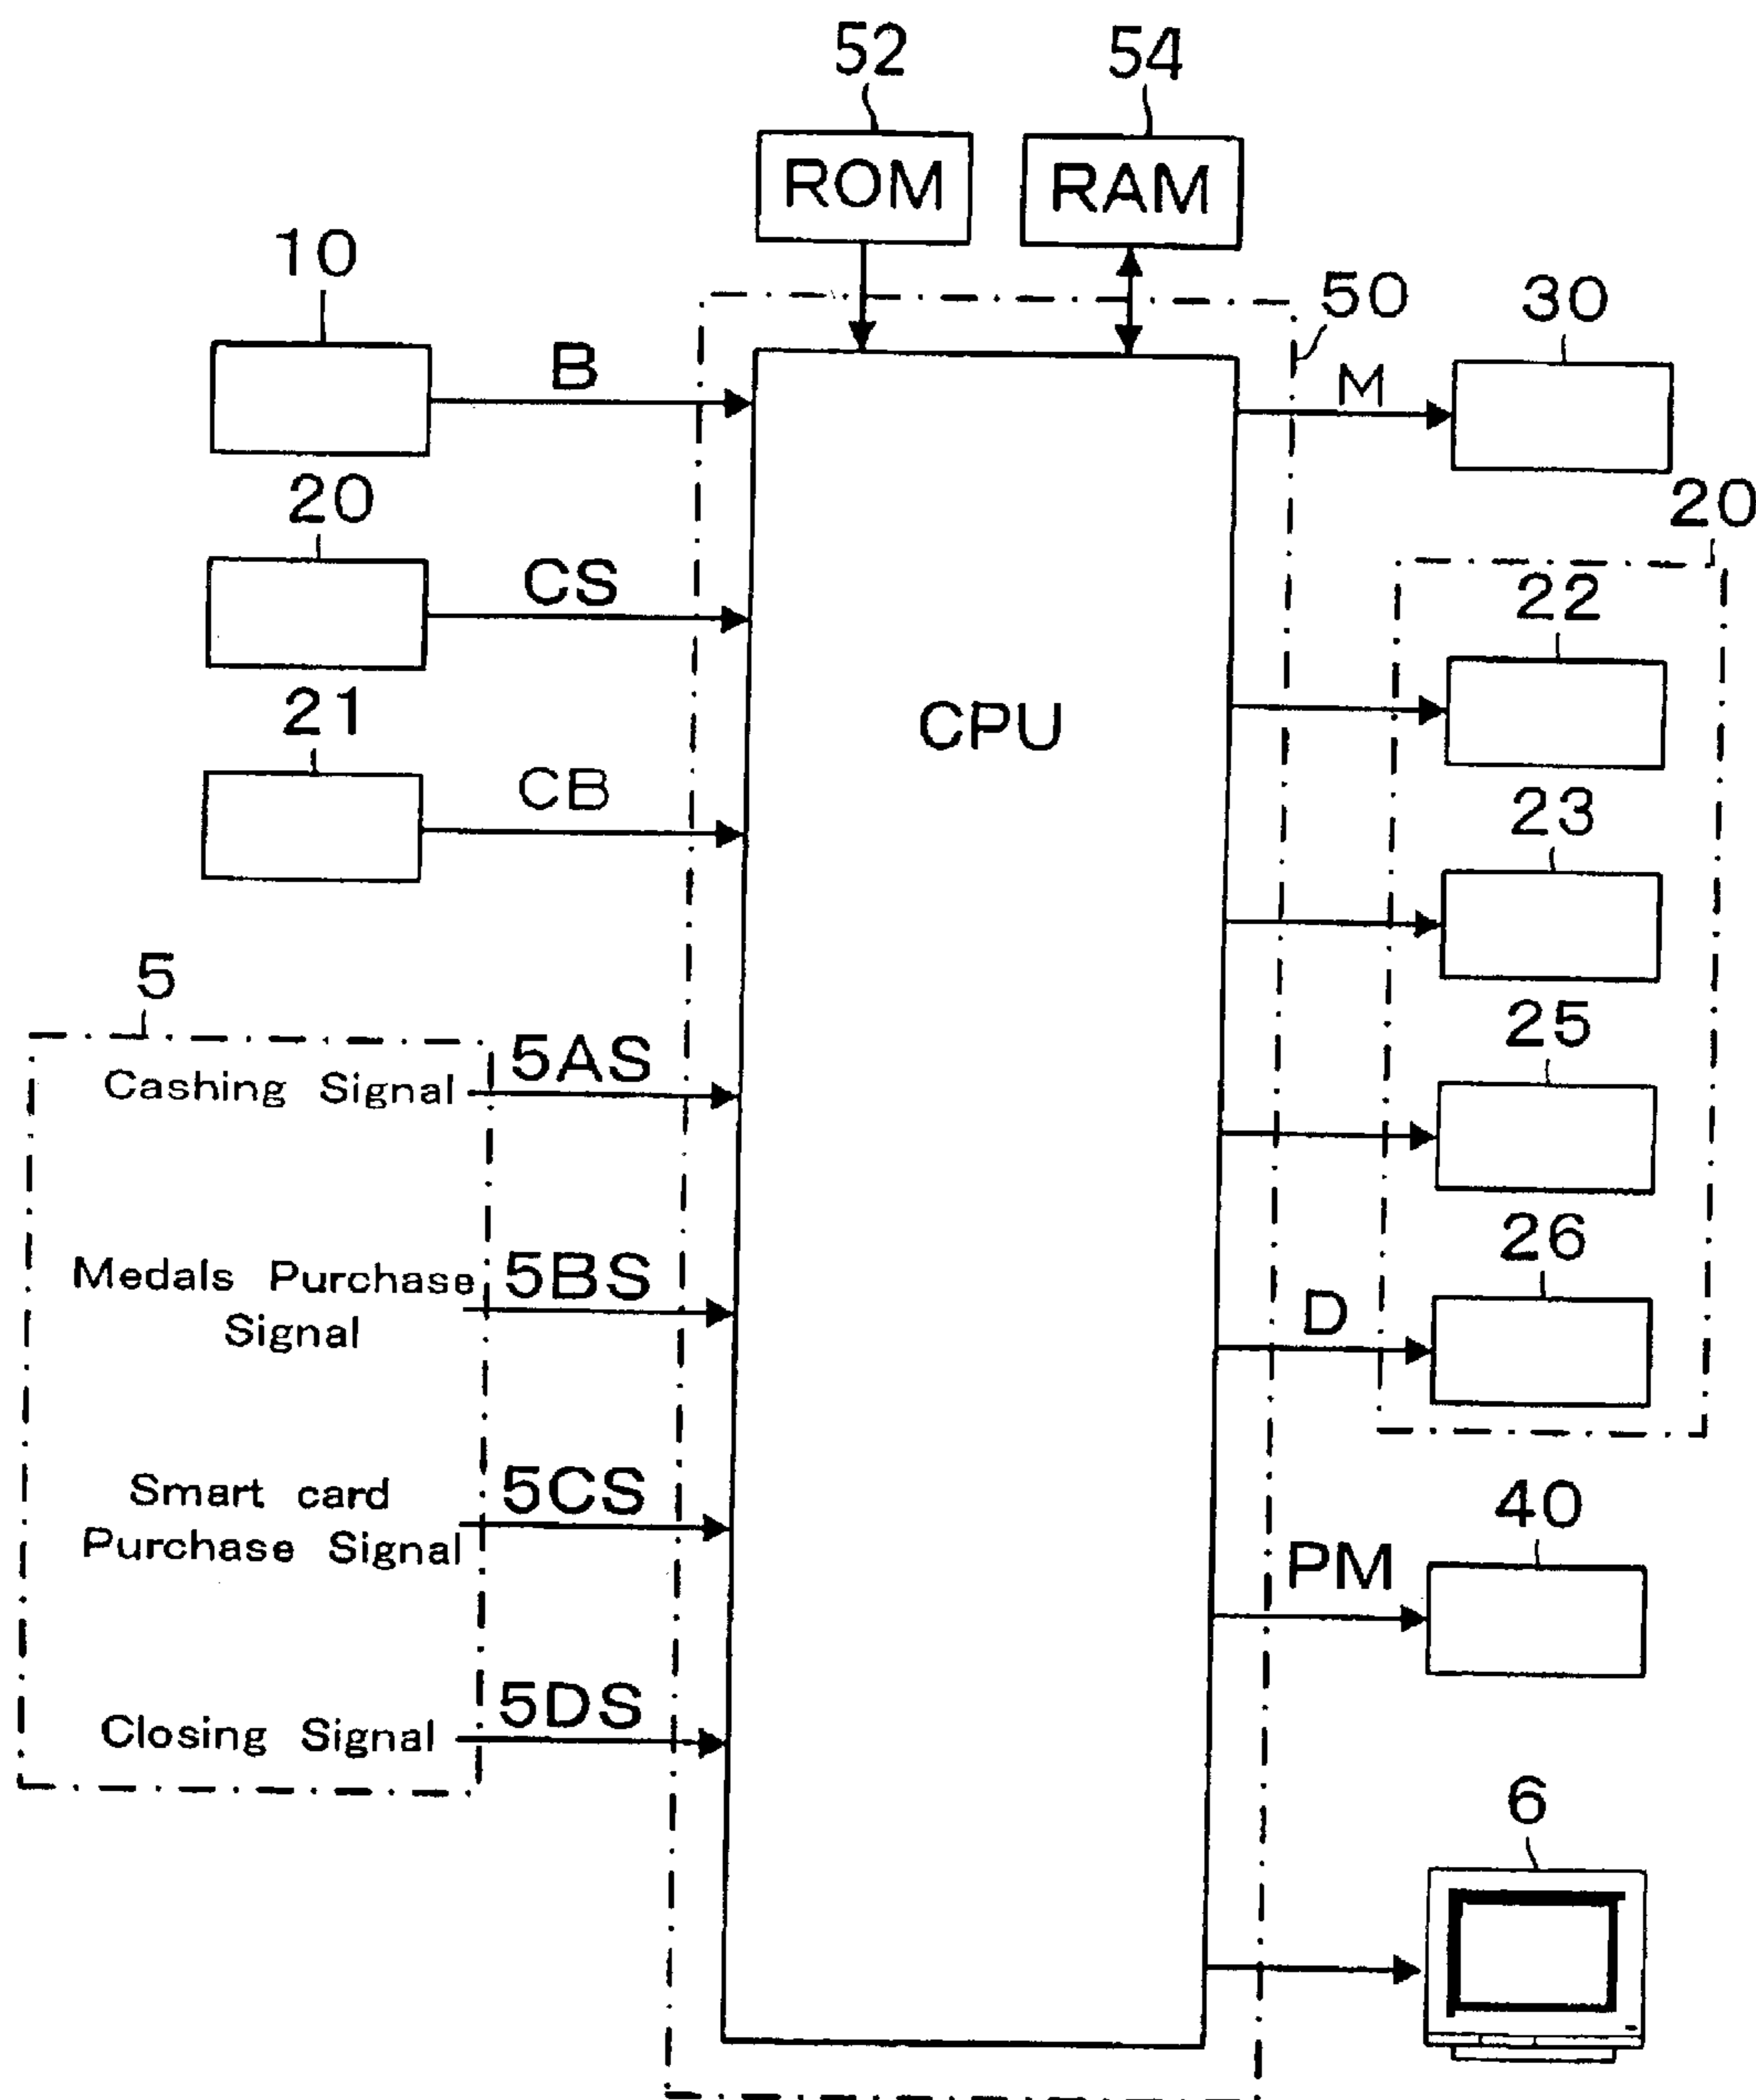 52
54
ROM
RAM
10
50
30
B
M
20
20
CS
22
CPU
21
CB
23
5
25
5AS
Cashing Signal
26
5BS
Medals Purchase
Signal
D
5CS
Smart card
Purchase Signal
40
PM
5DS
Closing Signal
6